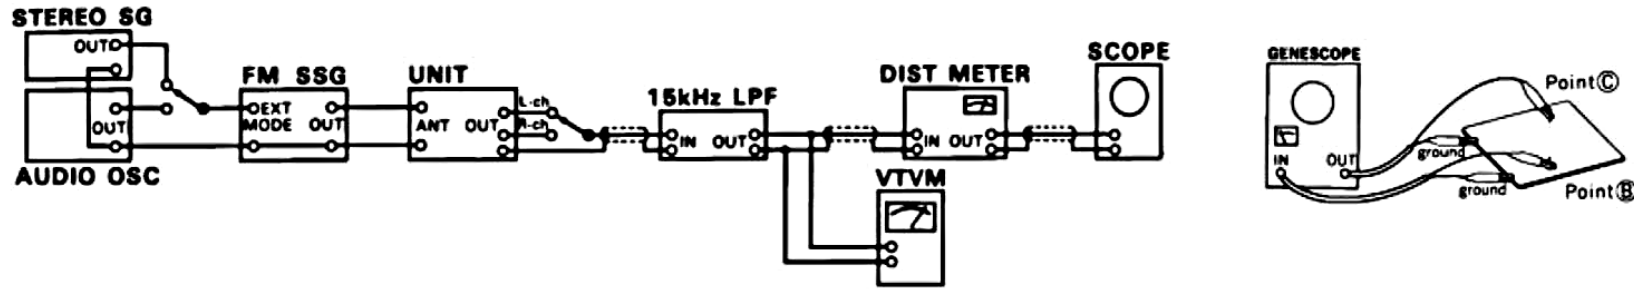 STEREO SG
OUT
OUT
AUDIO OSC
FM SSG
EXT
MODE OUT
UNIT
ANT OUT
L-ch
R-ch
15kHz LPF
IN OUT
DIST METER
IN OUT
VTVM
SCOPE
GENESCOPE
IN OUT
ground
ground
Point Ⓒ
Point Ⓑ